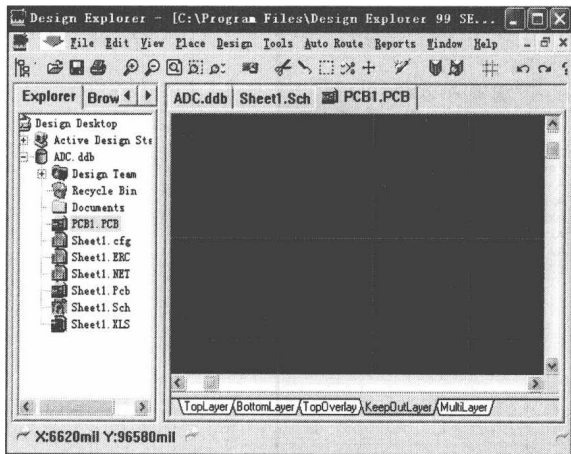 Design Explorer - [C:\Program Files\Design Explorer 99 SE...
File Edit View Place Design Tools Auto Route Reports Window Help
Explorer Brow ADC.ddb Sheet1.Sch PCB1.PCB
Design Desktop
Active Design Sta
ADC.ddb
Design Team
Recycle Bin
Documents
PCB1.PCB
Sheet1.cfg
Sheet1.ERC
Sheet1.NET
Sheet1.Pcb
Sheet1.Sch
Sheet1.XLS
TopLayer BottomLayer TopOverlay KeepOutLayer MultiLayer
X:6620mil Y:96580mil